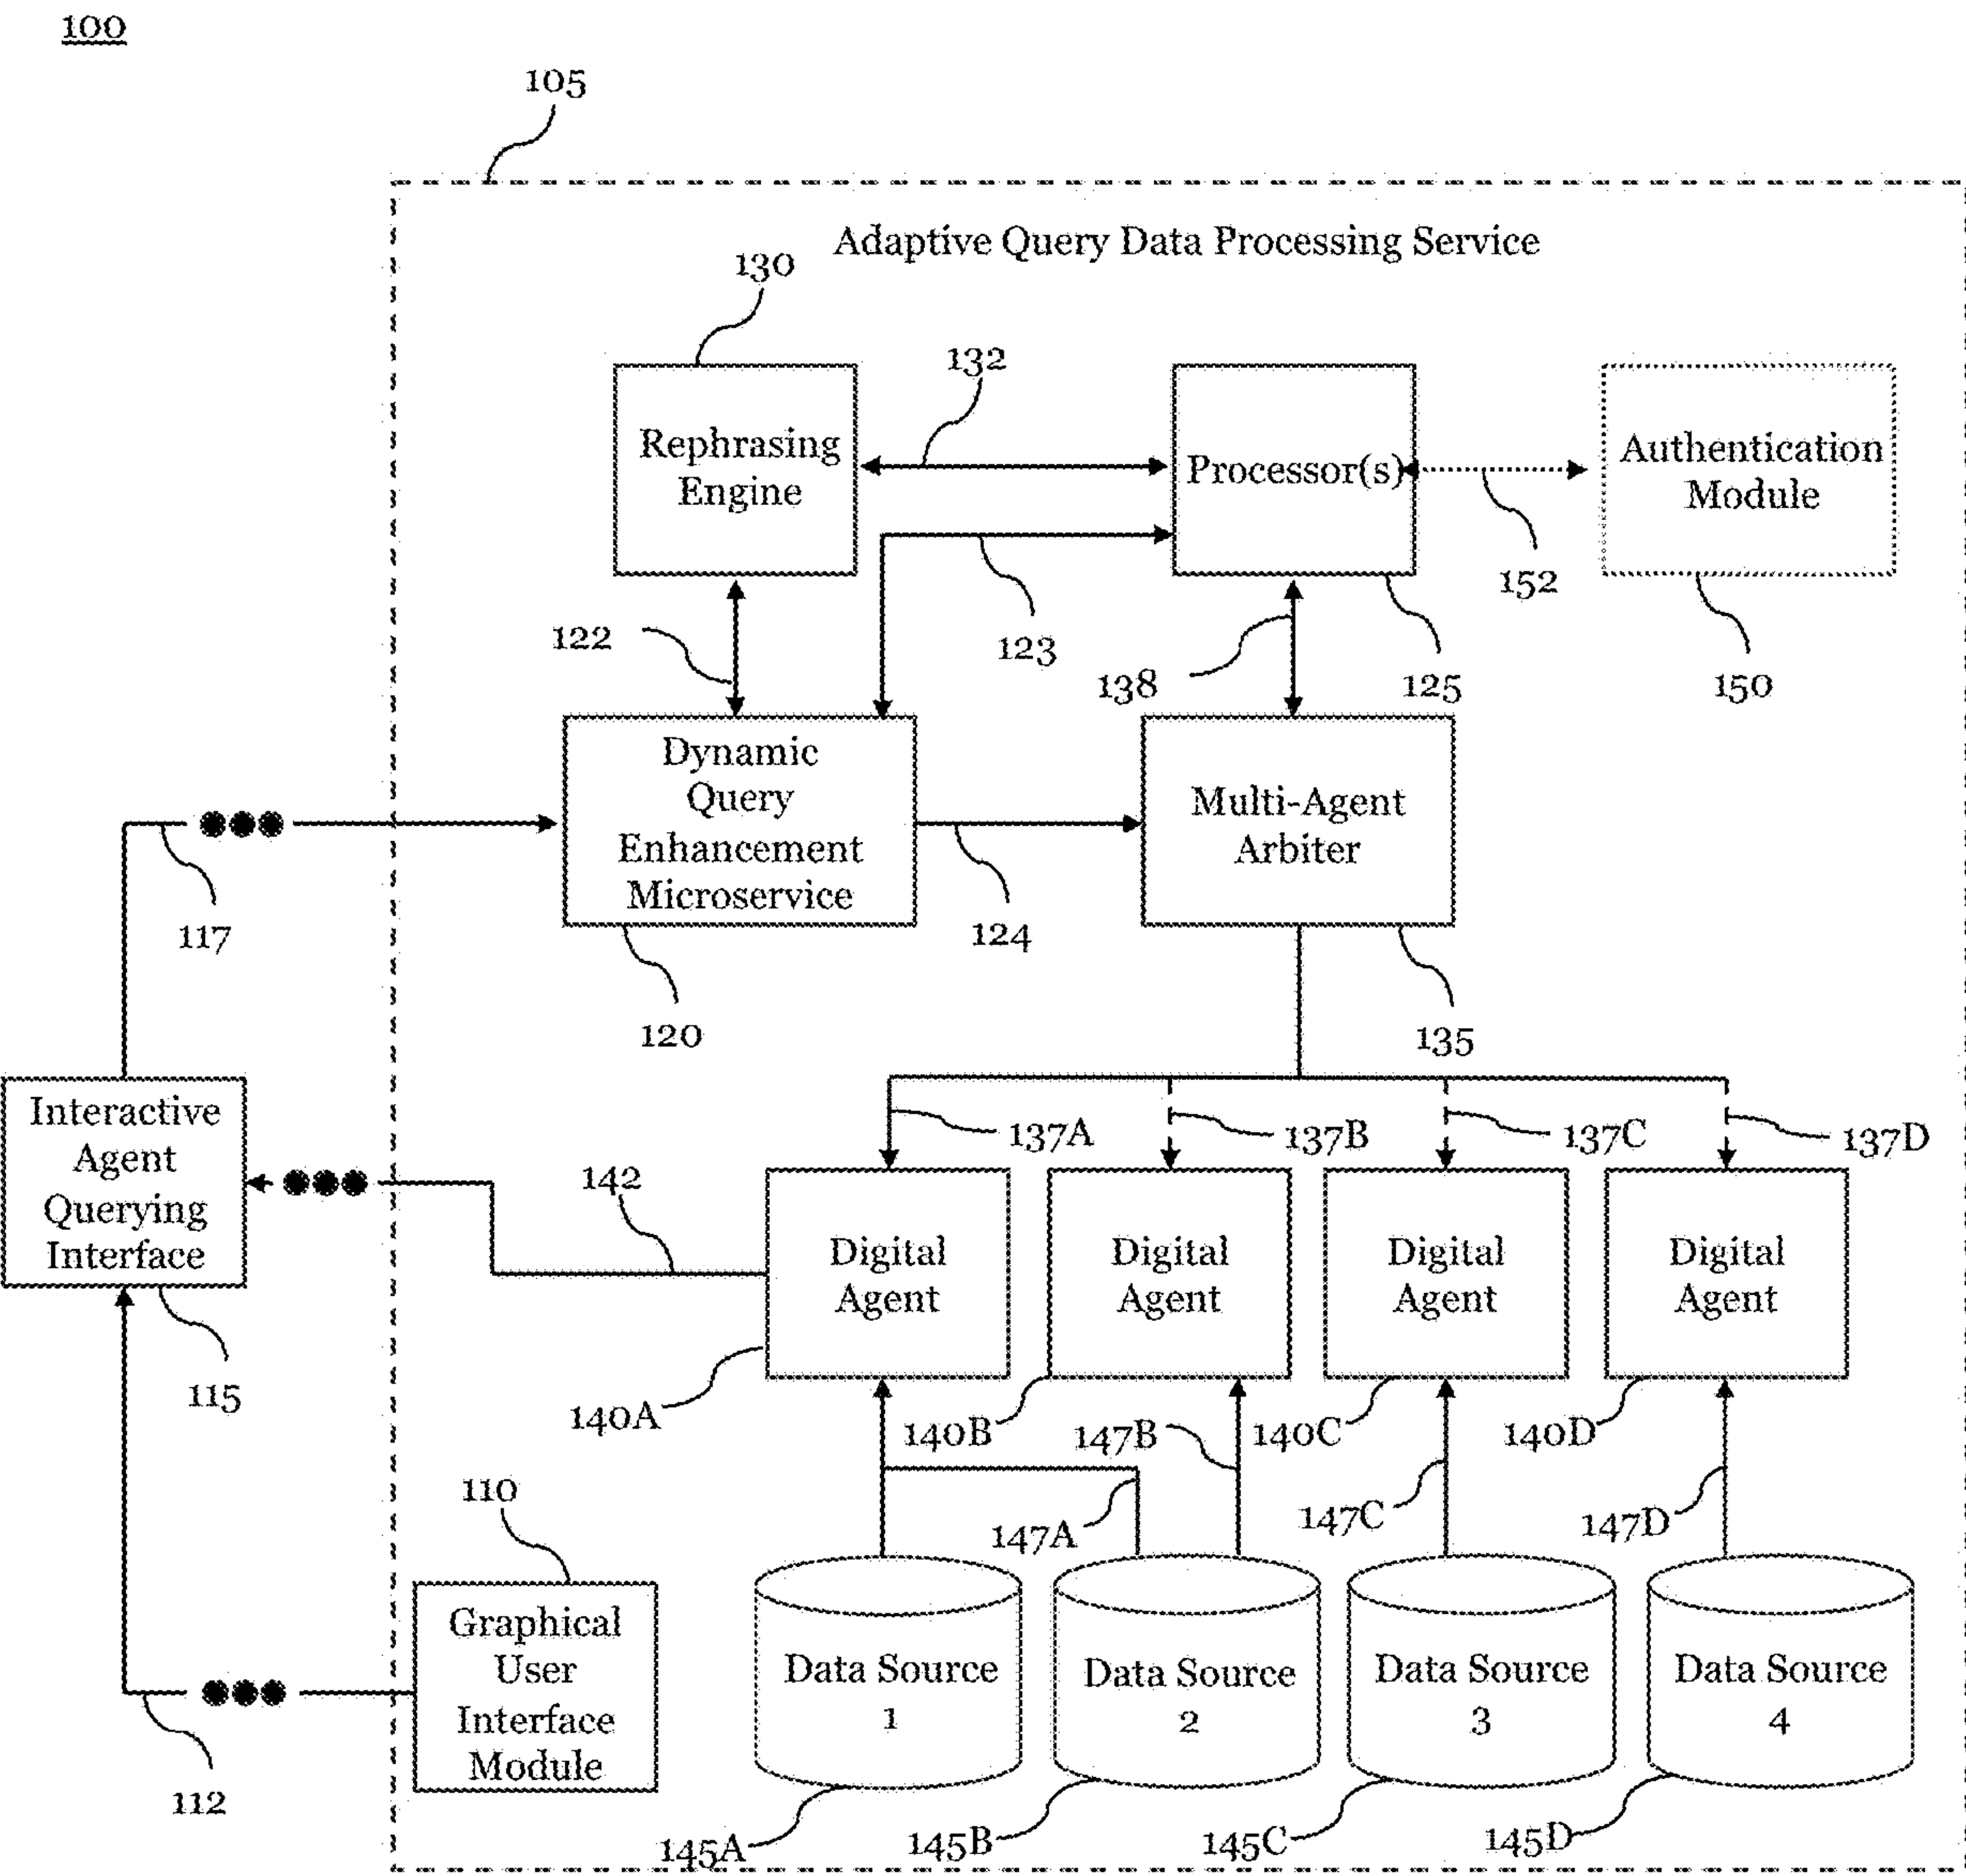 100
105
Adaptive Query Data Processing Service
130
132
Rephrasing
Engine
Processor(s)
Authentication
Module
152
122
123
138
125
150
Dynamic
Query
Enhancement
Microservice
Multi-Agent
Arbiter
117
124
120
135
Interactive
Agent
Querying
Interface
137A
137B
137C
137D
142
Digital
Agent
Digital
Agent
Digital
Agent
Digital
Agent
115
140A
140B
147B
140C
140D
110
147A
147C
147D
Graphical
User
Interface
Module
Data Source
1
Data Source
2
Data Source
3
Data Source
4
112
145A
145B
145C
145D